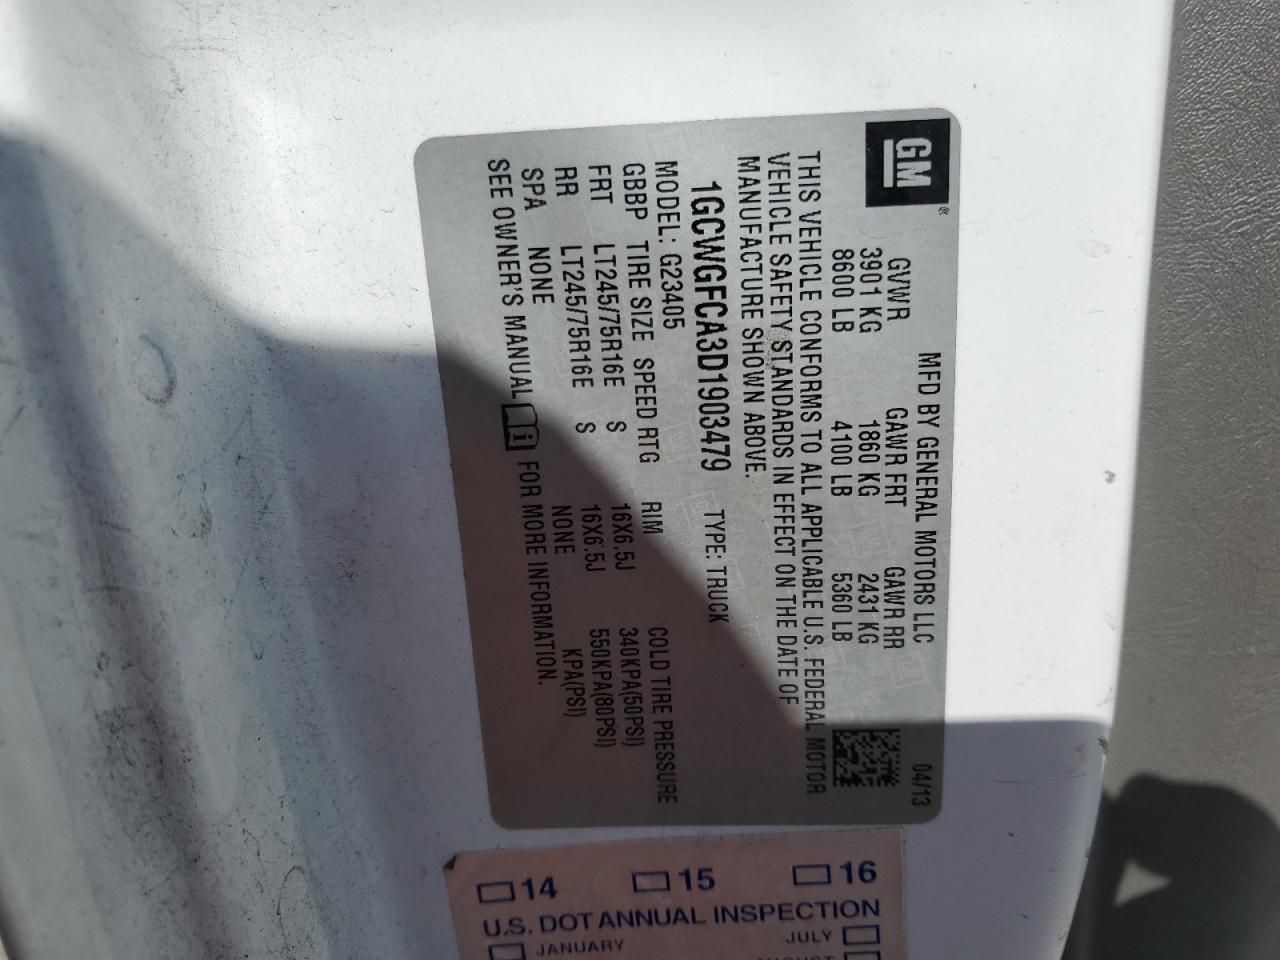 GM®
MFD BY GENERAL MOTORS LLC 04/13
GVWR GAWR FRT GAWR RR
3901 KG 1860 KG 2431 KG
8600 LB 4100 LB 5360 LB
THIS VEHICLE CONFORMS TO ALL APPLICABLE U.S. FEDERAL MOTOR
VEHICLE SAFETY STANDARDS IN EFFECT ON THE DATE OF
MANUFACTURE SHOWN ABOVE.
1GCWGFCA3D1903479 TYPE: TRUCK
MODEL: G23405
GBBP TIRE SIZE SPEED RTG RIM COLD TIRE PRESSURE
FRT LT245/75R16E S 16X6.5J 340KPA(50PSI)
RR LT245/75R16E S 16X6.5J 550KPA(80PSI)
SPA NONE NONE KPA(PSI)
SEE OWNER'S MANUAL i FOR MORE INFORMATION.
14 15 16
U.S. DOT ANNUAL INSPECTION
JANUARY JULY
AUGUST